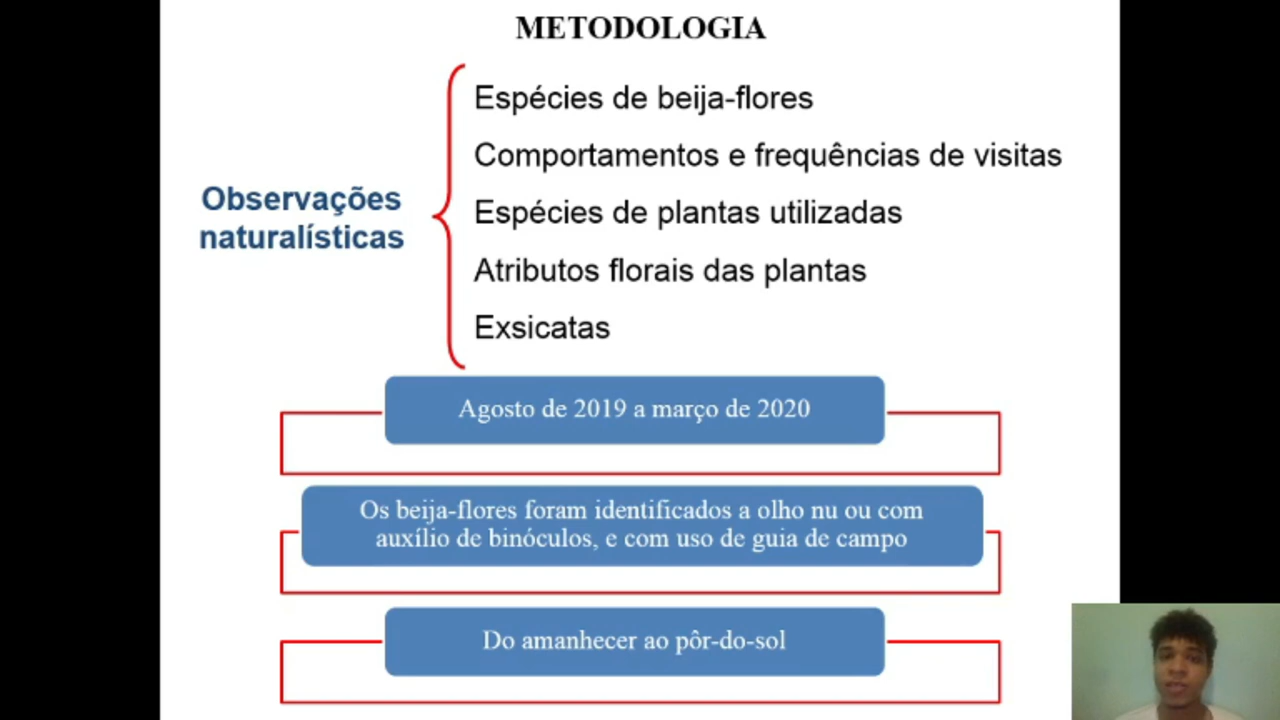 METODOLOGIA
Observações
naturalísticas
Espécies de beija-flores
Comportamentos e frequências de visitas
Espécies de plantas utilizadas
Atributos florais das plantas
Exsicatas
Agosto de 2019 a março de 2020
Os beija-flores foram identificados a olho nu ou com
auxílio de binóculos, e com uso de guia de campo
Do amanhecer ao pôr-do-sol